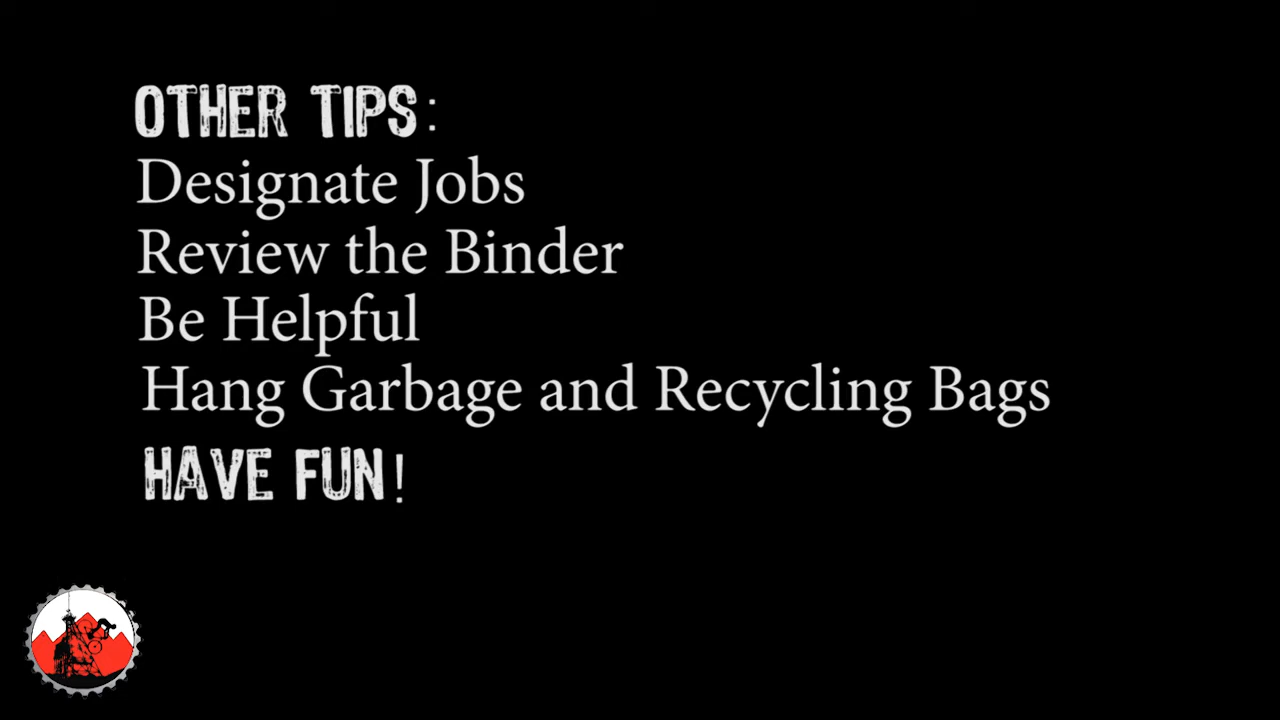 OTHER TIPS:
Designate Jobs
Review the Binder
Be Helpful
Hang Garbage and Recycling Bags
HAVE FUN!